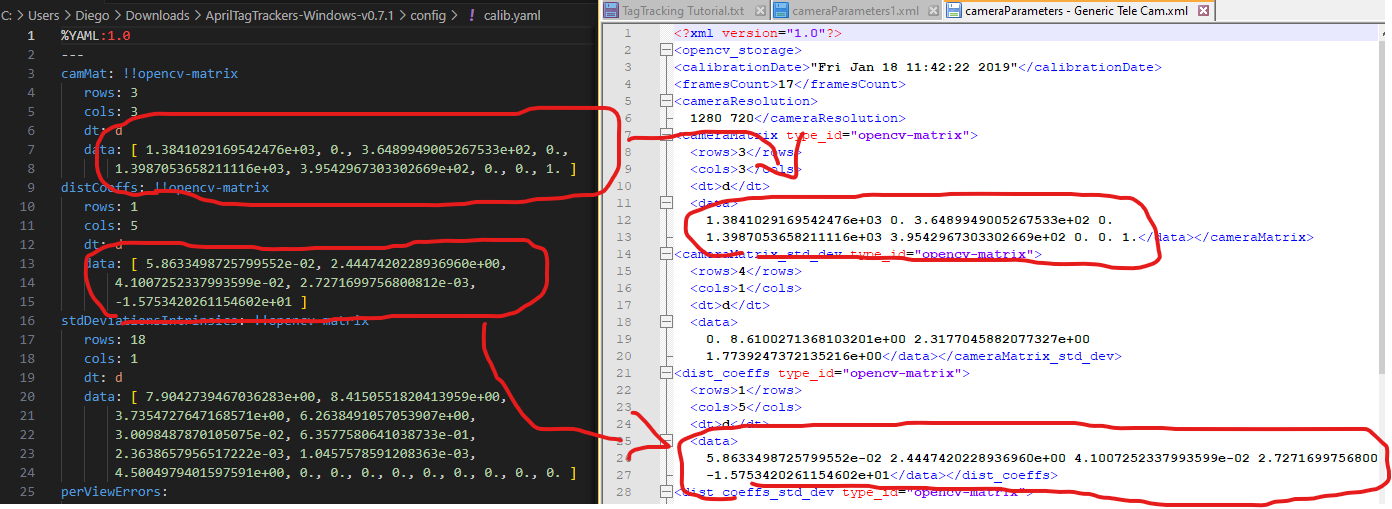 C: > Users > Diego > Downloads > AprilTagTrackers-Windows-v0.7.1 > config > ! calib.yaml
1 %YAML:1.0
2 ---
3 camMat: !!opencv-matrix
4 rows: 3
5 cols: 3
6 dt: d
7 data: [ 1.3841029169542476e+03, 0., 3.6489949005267533e+02, 0.,
8 1.3987053658211116e+03, 3.9542967303302669e+02, 0., 0., 1. ]
9 distCoeffs: !!opencv-matrix
10 rows: 1
11 cols: 5
12 dt: d
13 data: [ 5.8633498725799552e-02, 2.4447420228936960e+00,
14 4.1007252337993599e-02, 2.7271699756800812e-03,
15 -1.5753420261154602e+01 ]
16 stdDeviationsIntrinsics: !!opencv-matrix
17 rows: 18
18 cols: 1
19 dt: d
20 data: [ 7.9042739467036283e+00, 8.4150551820413959e+00,
21 3.7354727647168571e+00, 6.2638491057053907e+00,
22 3.0098487870105075e-02, 6.3577580641038733e-01,
23 2.3638657956517222e-03, 1.0457578591208363e-03,
24 4.5004979401597591e+00, 0., 0., 0., 0., 0., 0., 0., 0., 0. ]
25 perViewErrors:
TagTracking Tutorial.txt cameraParameters1.xml cameraParameters - Generic Tele Cam.xml
1 <?xml version="1.0"?>
2 <opencv_storage>
3 <calibrationDate>"Fri Jan 18 11:42:22 2019"</calibrationDate>
4 <framesCount>17</framesCount>
5 <cameraResolution>
6 1280 720</cameraResolution>
7 <cameraMatrix type_id="opencv-matrix">
8 <rows>3</rows>
9 <cols>3</cols>
10 <dt>d</dt>
11 <data>
12 1.3841029169542476e+03 0. 3.6489949005267533e+02 0.
13 1.3987053658211116e+03 3.9542967303302669e+02 0. 0. 1.</data></cameraMatrix>
14 <cameraMatrix_std_dev type_id="opencv-matrix">
15 <rows>4</rows>
16 <cols>1</cols>
17 <dt>d</dt>
18 <data>
19 0. 8.6100271368103201e+00 2.3177045882077327e+00
20 1.7739247372135216e+00</data></cameraMatrix_std_dev>
21 <dist_coeffs type_id="opencv-matrix">
22 <rows>1</rows>
23 <cols>5</cols>
24 <dt>d</dt>
25 <data>
26 5.8633498725799552e-02 2.4447420228936960e+00 4.1007252337993599e-02 2.7271699756800
27 -1.5753420261154602e+01</data></dist_coeffs>
28 <dist_coeffs_std_dev type_id="opencv-matrix">